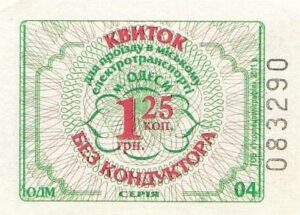 КВИТОК
для проїзду в міському
електротранспорті
м. ОДЕСИ
1 25
грн. коп.
БЕЗ КОНДУКТОРА
ОДМ
СЕРІЯ
04
083290